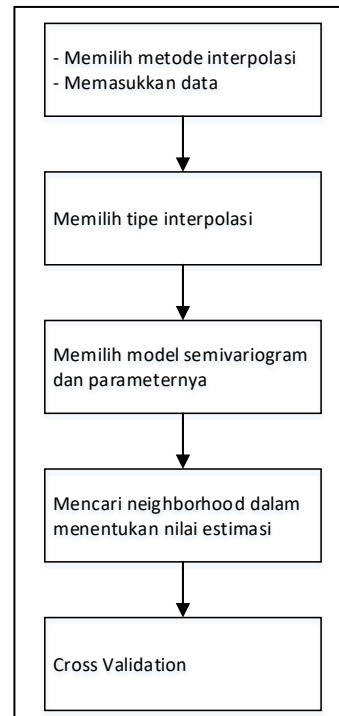 - Memilih metode interpolasi
- Memasukkan data
Memilih tipe interpolasi
Memilih model semivariogram
dan parameternya
Mencari neighborhood dalam
menentukan nilai estimasi
Cross Validation